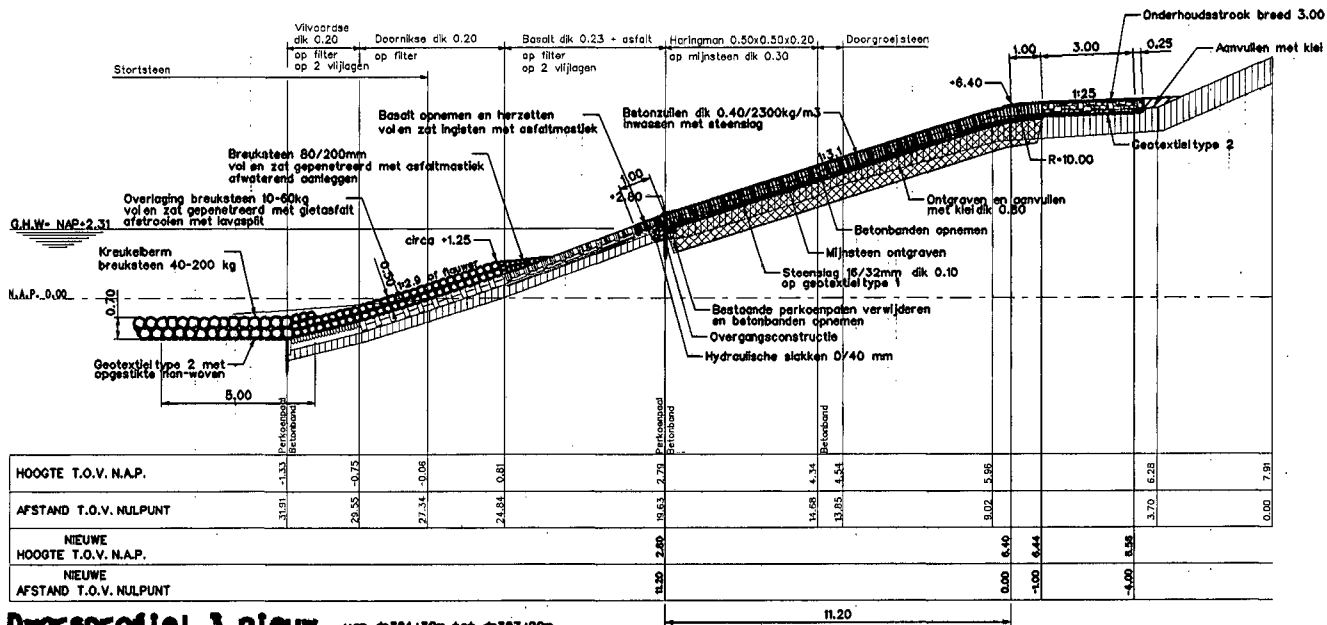 Vilvoordse
dik 0.20
op filter
op 2 vlijlagen
Doornikse dik 0.20
op filter
Basalt dik 0.23 + asfalt
op filter
op 2 vlijlagen
Haringman 0.50x0.50x0.20
op mijnsteen dik 0.30
Doorgroeisteen
Stortsteen
Onderhoudsstrook breed 3.00
1.00
3.00
0.25
Aanvullen met klei
+6.40
1:25
Basalt opnemen en herzetten
vol en zat ingieten met asfaltmastiek
Betonzuilen dik 0.40/2300kg/m3
inwassen met steenslag
Geotextiel type 2
R=10.00
Breuksteen 80/200mm
vol en zat gepenetreerd met asfaltmastiek
afwaterend aanleggen
1:3.1
1.00
+2.80
Overlaging breuksteen 10-60kg
vol en zat gepenetreerd met gietasfalt
afstrooien met lavasplit
Ontgraven en aanvullen
met klei dik 0.80
G.H.W= NAP+2.31
Betonbanden opnemen
circa +1.25
Kreukelberm
breuksteen 40-200 kg
0.50
1:2.9 of flauwer
Mijnsteen ontgraven
Steenslag 16/32mm dik 0.10
op geotextiel type 1
N.A.P. 0.00
0.70
Bestaande perkoenpalen verwijderen
en betonbanden opnemen
Overgangsconstructie
Hydraulische slakken 0/40 mm
Geotextiel type 2 met
opgestikte non-woven
5.00
Perkoenpaal
Betonband
Perkoenpaal
Betonband
Betonband
HOOGTE T.O.V. N.A.P.
-1.33
-0.75
-0.06
0.81
2.79
4.34
4.54
5.96
6.28
7.91
AFSTAND T.O.V. NULPUNT
31.91
29.55
27.34
24.84
19.63
14.68
13.85
9.02
3.70
0.00
NIEUWE
HOOGTE T.O.V. N.A.P.
2.80
6.40
6.44
6.56
NIEUWE
AFSTAND T.O.V. NULPUNT
11.20
0.00
-1.00
-4.00
11.20
Dwarsprofiel 3 nieuw